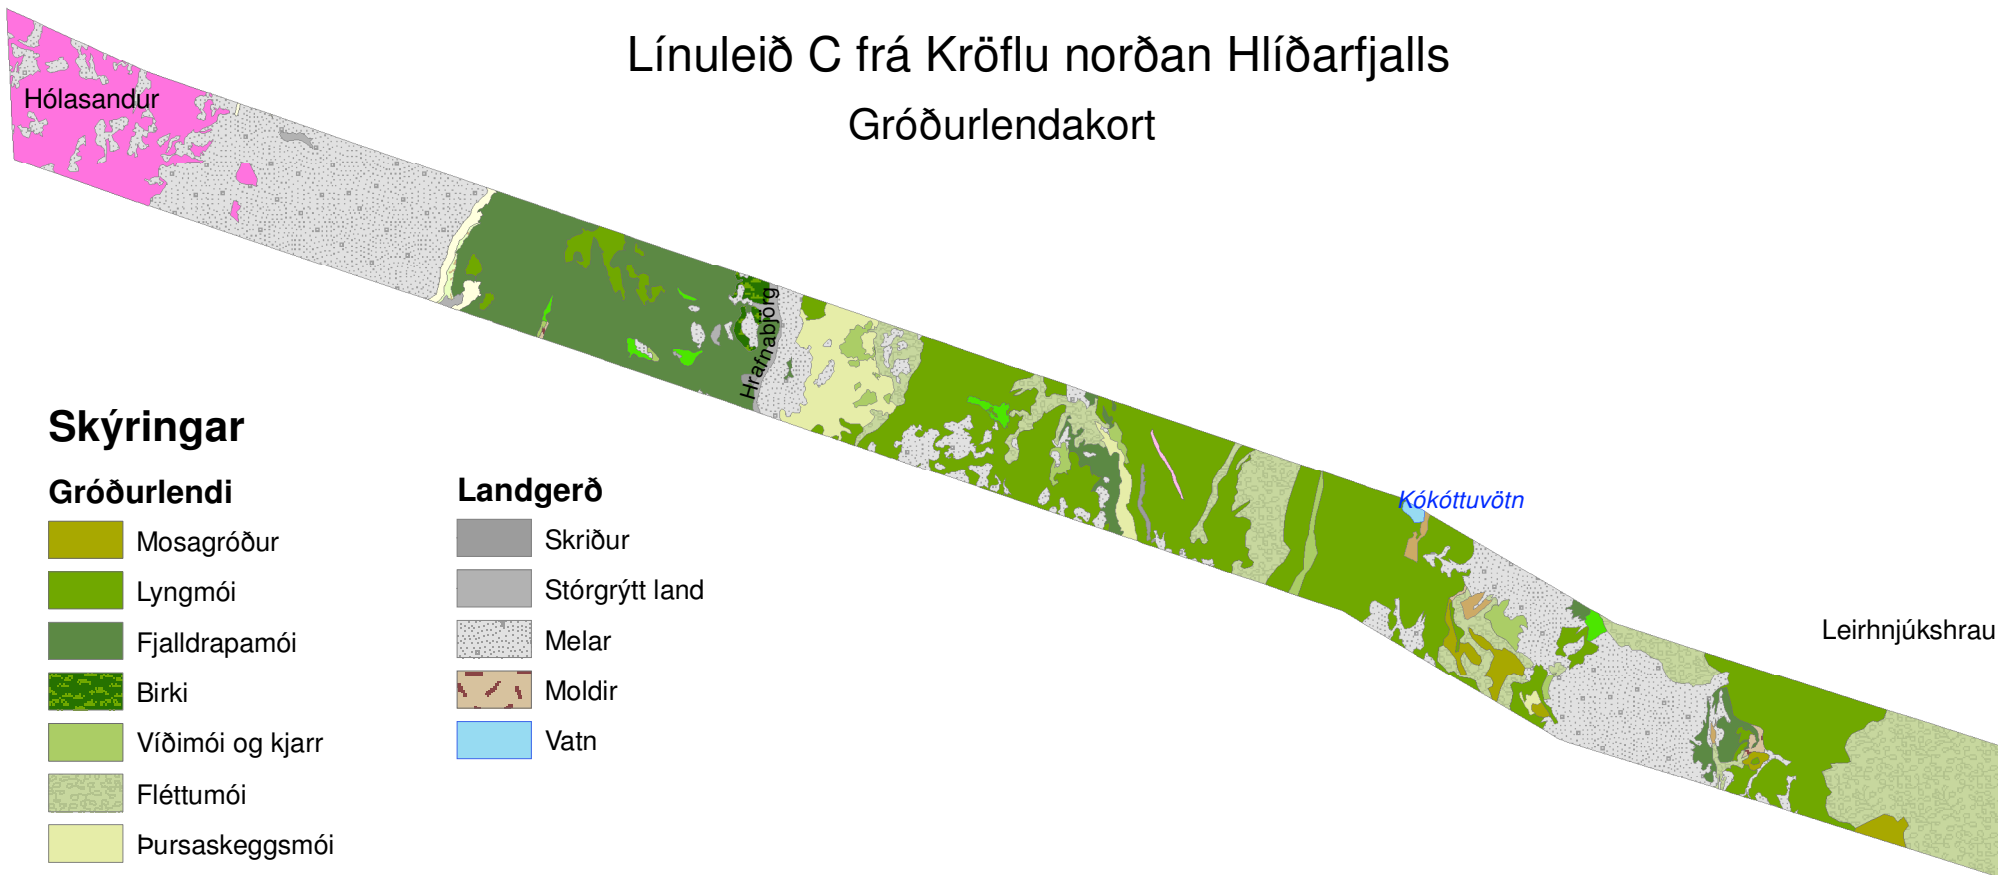 Línuleið C frá Kröflu norðan Hlíðarfjalls
Gróðurlendakort
Hólasandur
Hrafnabjörg
Kókóttuvötn
Leirhnjúkshrau
Skýringar
Gróðurlendi
Mosagróður
Lyngmói
Fjalldrapamói
Birki
Víðimói og kjarr
Fléttumói
Þursaskeggsmói
Landgerð
Skriður
Stórgrýtt land
Melar
Moldir
Vatn